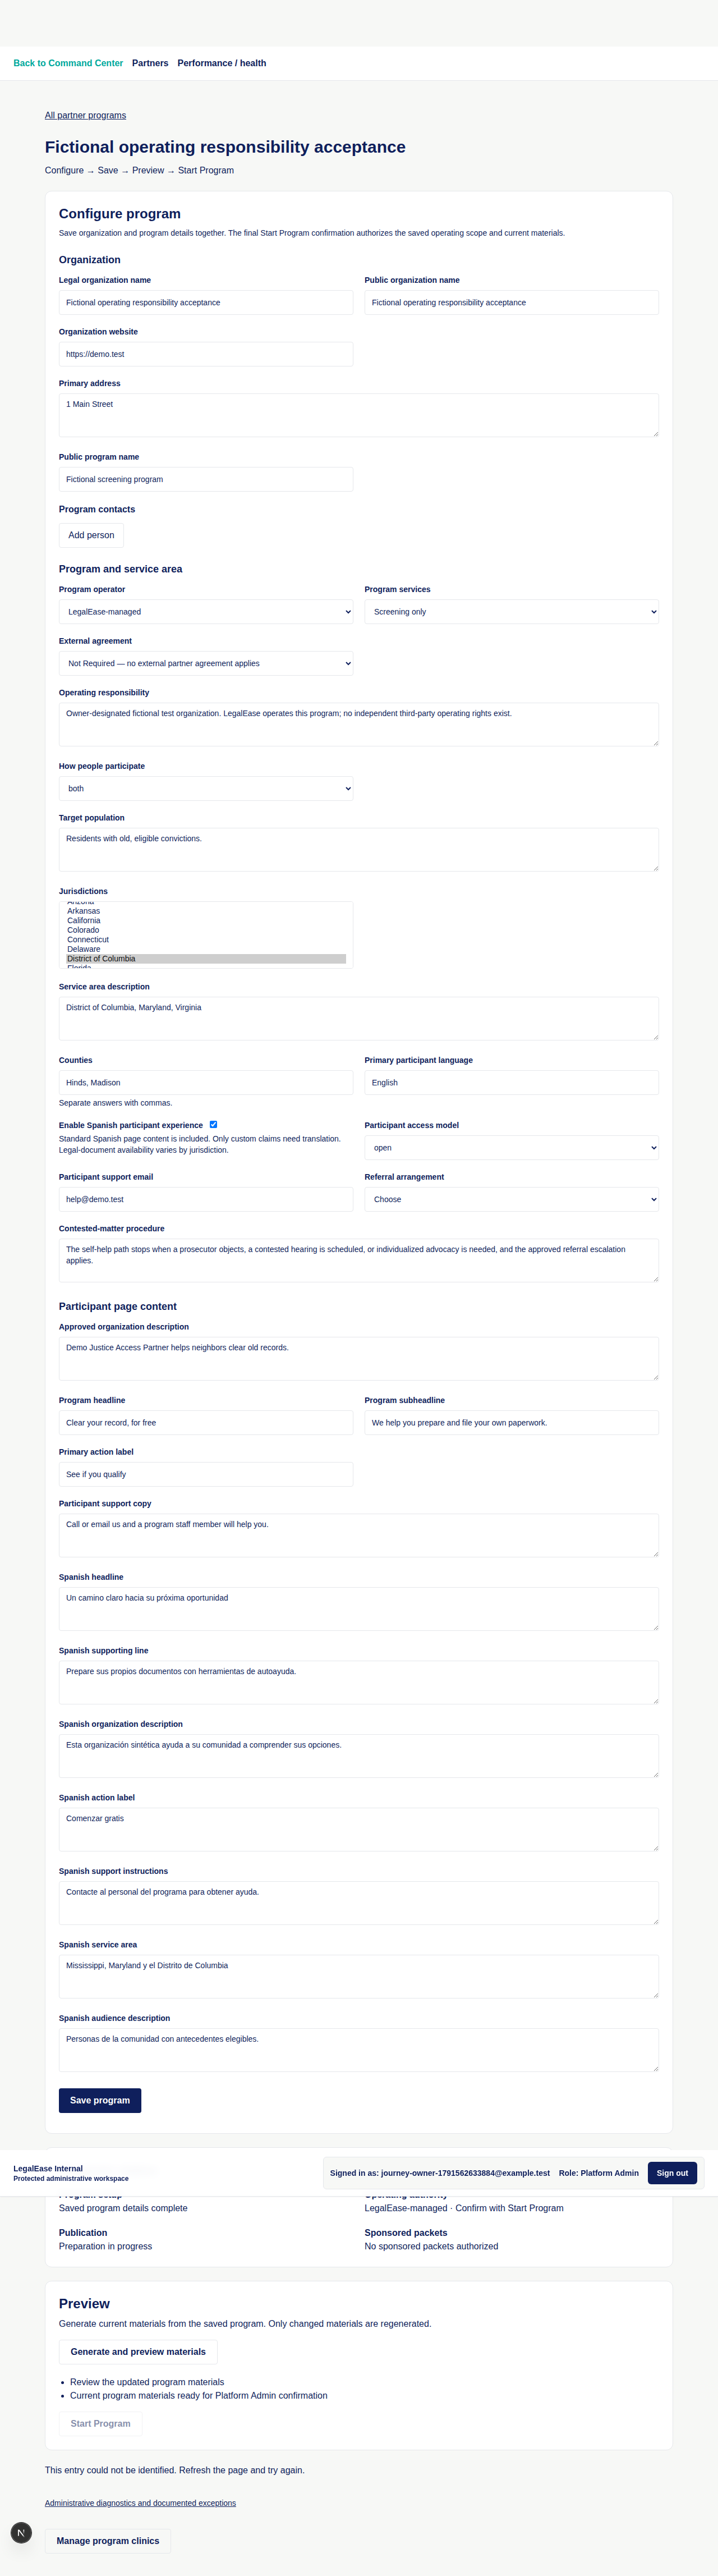 Back to Command Center Partners Performance / health
All partner programs
Fictional operating responsibility acceptance
Configure → Save → Preview → Start Program
Configure program
Save organization and program details together. The final Start Program confirmation authorizes the saved operating scope and current materials.
Organization
Legal organization name
Fictional operating responsibility acceptance
Public organization name
Fictional operating responsibility acceptance
Organization website
https://demo.test
Primary address
1 Main Street
Public program name
Fictional screening program
Program contacts
Add person
Program and service area
Program operator
LegalEase-managed
Program services
Screening only
External agreement
Not Required — no external partner agreement applies
Operating responsibility
Owner-designated fictional test organization. LegalEase operates this program; no independent third-party operating rights exist.
How people participate
both
Target population
Residents with old, eligible convictions.
Jurisdictions
Arizona
Arkansas
California
Colorado
Connecticut
Delaware
District of Columbia
Florida
Service area description
District of Columbia, Maryland, Virginia
Counties
Hinds, Madison
Separate answers with commas.
Primary participant language
English
Enable Spanish participant experience
Standard Spanish page content is included. Only custom claims need translation.
Legal-document availability varies by jurisdiction.
Participant access model
open
Participant support email
help@demo.test
Referral arrangement
Choose
Contested-matter procedure
The self-help path stops when a prosecutor objects, a contested hearing is scheduled, or individualized advocacy is needed, and the approved referral escalation
applies.
Participant page content
Approved organization description
Demo Justice Access Partner helps neighbors clear old records.
Program headline
Clear your record, for free
Program subheadline
We help you prepare and file your own paperwork.
Primary action label
See if you qualify
Participant support copy
Call or email us and a program staff member will help you.
Spanish headline
Un camino claro hacia su próxima oportunidad
Spanish supporting line
Prepare sus propios documentos con herramientas de autoayuda.
Spanish organization description
Esta organización sintética ayuda a su comunidad a comprender sus opciones.
Spanish action label
Comenzar gratis
Spanish support instructions
Contacte al personal del programa para obtener ayuda.
Spanish service area
Mississippi, Maryland y el Distrito de Columbia
Spanish audience description
Personas de la comunidad con antecedentes elegibles.
Save program
LegalEase Internal
Protected administrative workspace
Signed in as: journey-owner-1791562633884@example.test Role: Platform Admin Sign out
Program setup
Saved program details complete
Operating authority
LegalEase-managed · Confirm with Start Program
Publication
Preparation in progress
Sponsored packets
No sponsored packets authorized
Preview
Generate current materials from the saved program. Only changed materials are regenerated.
Generate and preview materials
• Review the updated program materials
• Current program materials ready for Platform Admin confirmation
Start Program
This entry could not be identified. Refresh the page and try again.
Administrative diagnostics and documented exceptions
N
Manage program clinics